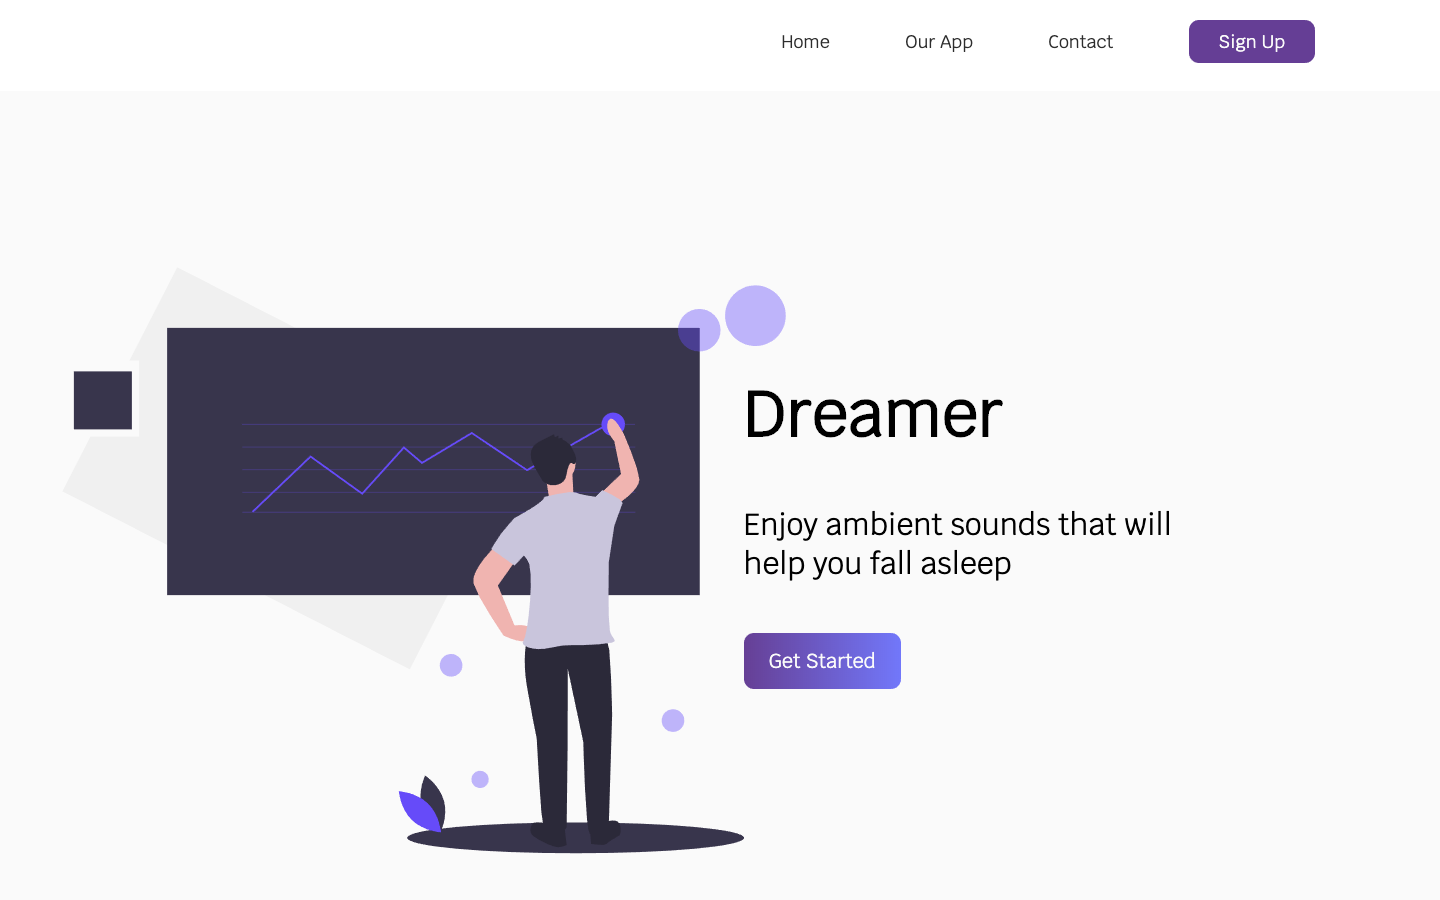 Home Our App Contact Sign Up
Dreamer
Enjoy ambient sounds that will
help you fall asleep
Get Started